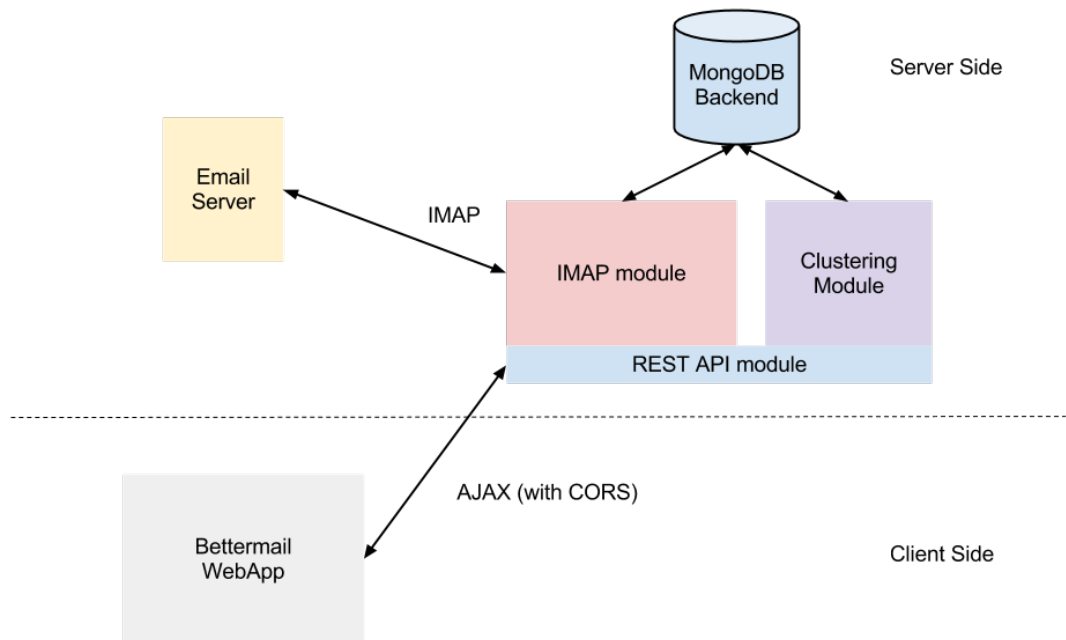 MongoDB
Backend
Server Side
Email
Server
IMAP
IMAP module
Clustering
Module
REST API module
AJAX (with CORS)
Bettermail
WebApp
Client Side